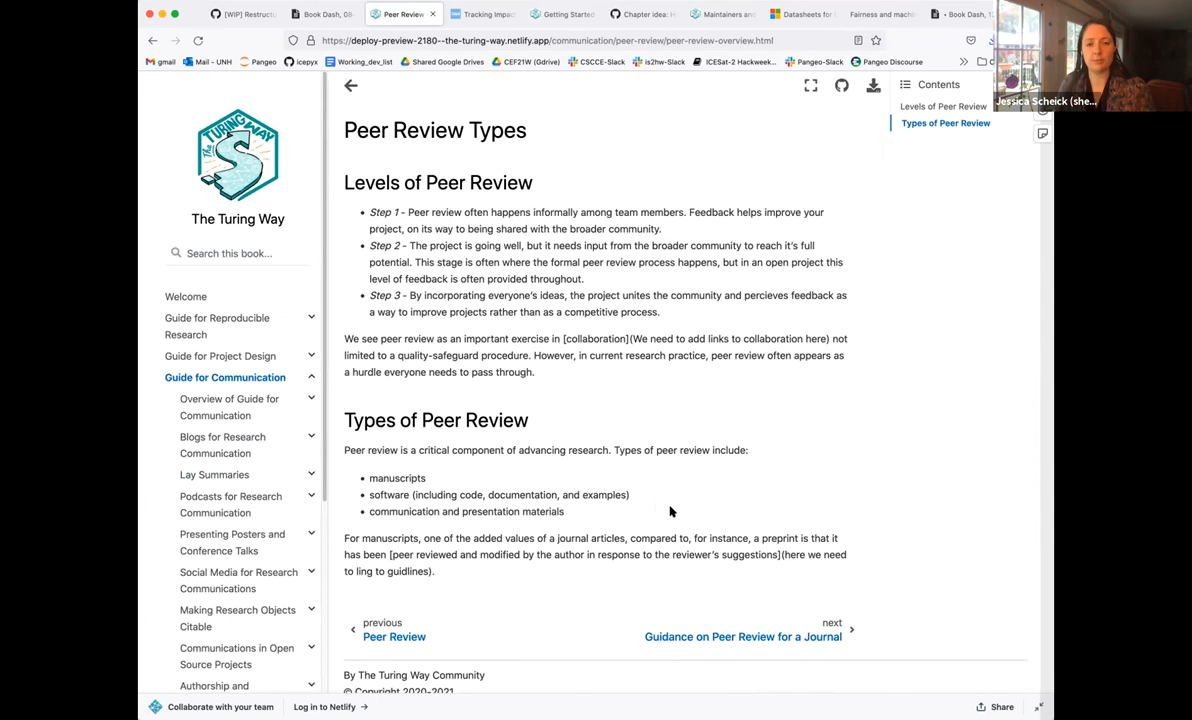 [WIP] Restructu
Book Dash, 09-
Peer Review
Tracking Impac
Getting Started
Chapter idea: H
Maintainers and
Datasheets for
Fairness and machi
Book Dash, 1
https://deploy-preview-2180--the-turing-way.netlify.app/communication/peer-review/peer-review-overview.html
gmail
Mail - UNH
Pangeo
icepyx
Working_dev_list
Shared Google Drives
CEF21W (Gdrive)
CSCCE-Slack
is2hw-Slack
ICESat-2 Hackweek...
Pangeo-Slack
Pangeo Discourse
Jessica Scheick (she...
The Turing Way
Search this book...
Welcome
Guide for Reproducible
Research
Guide for Project Design
Guide for Communication
Overview of Guide for
Communication
Blogs for Research
Communication
Lay Summaries
Podcasts for Research
Communication
Presenting Posters and
Conference Talks
Social Media for Research
Communications
Making Research Objects
Citable
Communications in Open
Source Projects
Authorship and
Peer Review Types
Levels of Peer Review
Step 1 - Peer review often happens informally among team members. Feedback helps improve your
project, on its way to being shared with the broader community.
Step 2 - The project is going well, but it needs input from the broader community to reach it's full
potential. This stage is often where the formal peer review process happens, but in an open project this
level of feedback is often provided throughout.
Step 3 - By incorporating everyone's ideas, the project unites the community and percieves feedback as
a way to improve projects rather than as a competitive process.
We see peer review as an important exercise in [collaboration](We need to add links to collaboration here) not
limited to a quality-safeguard procedure. However, in current research practice, peer review often appears as
a hurdle everyone needs to pass through.
Types of Peer Review
Peer review is a critical component of advancing research. Types of peer review include:
manuscripts
software (including code, documentation, and examples)
communication and presentation materials
For manuscripts, one of the added values of a journal articles, compared to, for instance, a preprint is that it
has been [peer reviewed and modified by the author in response to the reviewer's suggestions](here we need
to ling to guidlines).
previous
Peer Review
next
Guidance on Peer Review for a Journal
By The Turing Way Community
© Copyright 2020-2021
Contents
Levels of Peer Review
Types of Peer Review
Collaborate with your team
Log in to Netlify
Share